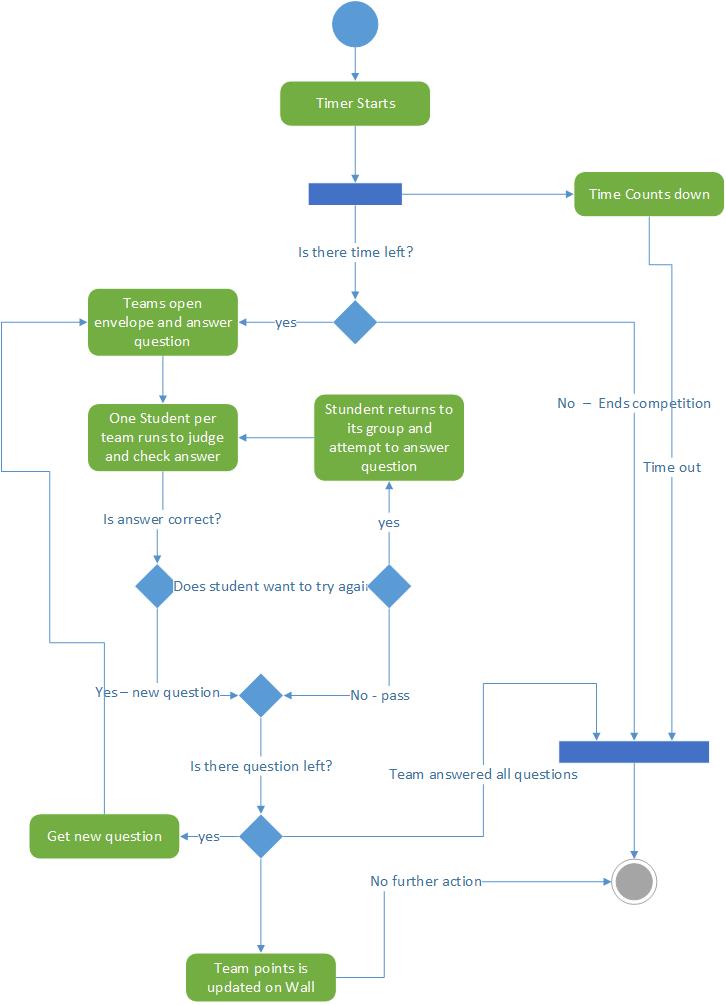 Timer Starts
Time Counts down
Is there time left?
Teams open
envelope and answer
question
yes
No – Ends competition
One Student per
team runs to judge
and check answer
Stundent returns to
its group and
attempt to answer
question
Time out
Is answer correct?
yes
Does student want to try agai
Yes – new question
No - pass
Is there question left?
Team answered all questions
Get new question
yes
No further action
Team points is
updated on Wall